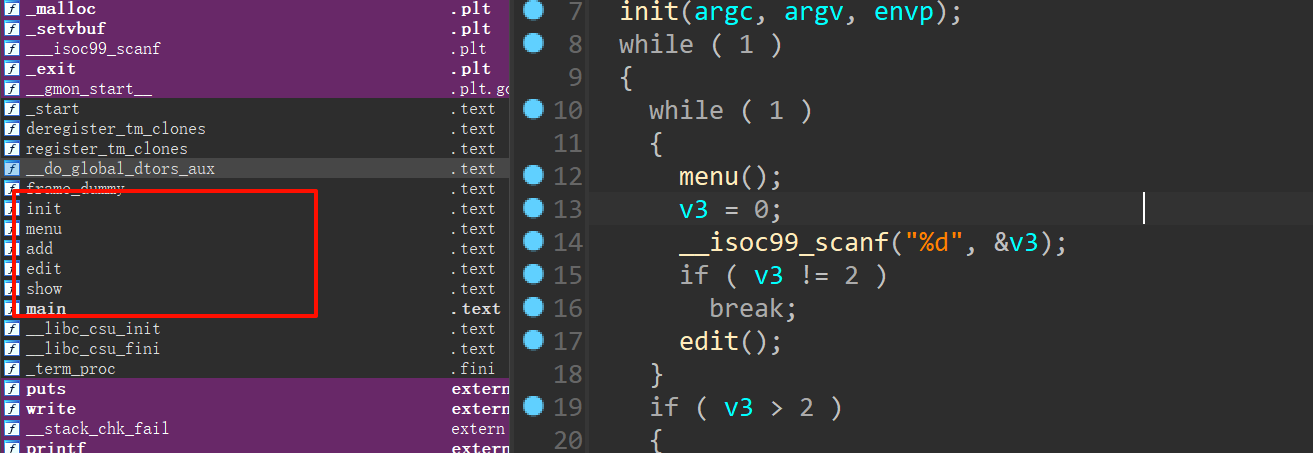 _malloc .plt
_setvbuf .plt
___isoc99_scanf .plt
_exit .plt
__gmon_start__ .plt.go
_start .text
deregister_tm_clones .text
register_tm_clones .text
__do_global_dtors_aux .text
frame_dummy .text
init .text
menu .text
add .text
edit .text
show .text
main .text
__libc_csu_init .text
__libc_csu_fini .text
_term_proc .fini
puts extern
write extern
__stack_chk_fail extern
printf extern
7 init(argc, argv, envp);
8 while ( 1 )
9 {
10 while ( 1 )
11 {
12 menu();
13 v3 = 0;
14 __isoc99_scanf("%d", &v3);
15 if ( v3 != 2 )
16 break;
17 edit();
18 }
19 if ( v3 > 2 )
20 {